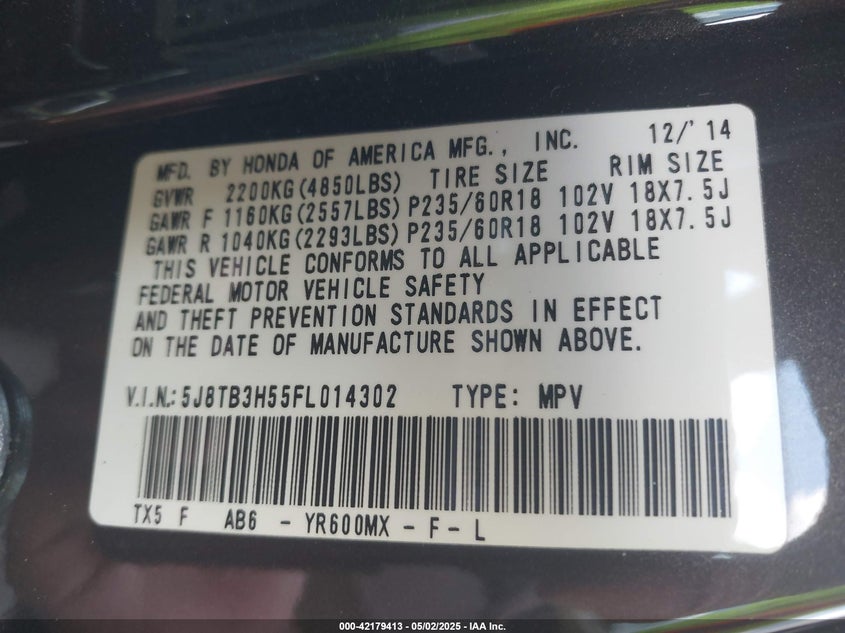 MFD. BY HONDA OF AMERICA MFG., INC. 12/'14
GVWR 2200KG(4850LBS) TIRE SIZE RIM SIZE
GAWR F 1160KG(2557LBS) P235/60R18 102V 18X7.5J
GAWR R 1040KG(2293LBS) P235/60R18 102V 18X7.5J
THIS VEHICLE CONFORMS TO ALL APPLICABLE
FEDERAL MOTOR VEHICLE SAFETY
AND THEFT PREVENTION STANDARDS IN EFFECT
ON THE DATE OF MANUFACTURE SHOWN ABOVE.
V.I.N.: 5J8TB3H55FL014302 TYPE: MPV
TX5 F AB6 - YR600MX - F - L
000-42179413 - 05/02/2025 - IAA Inc.